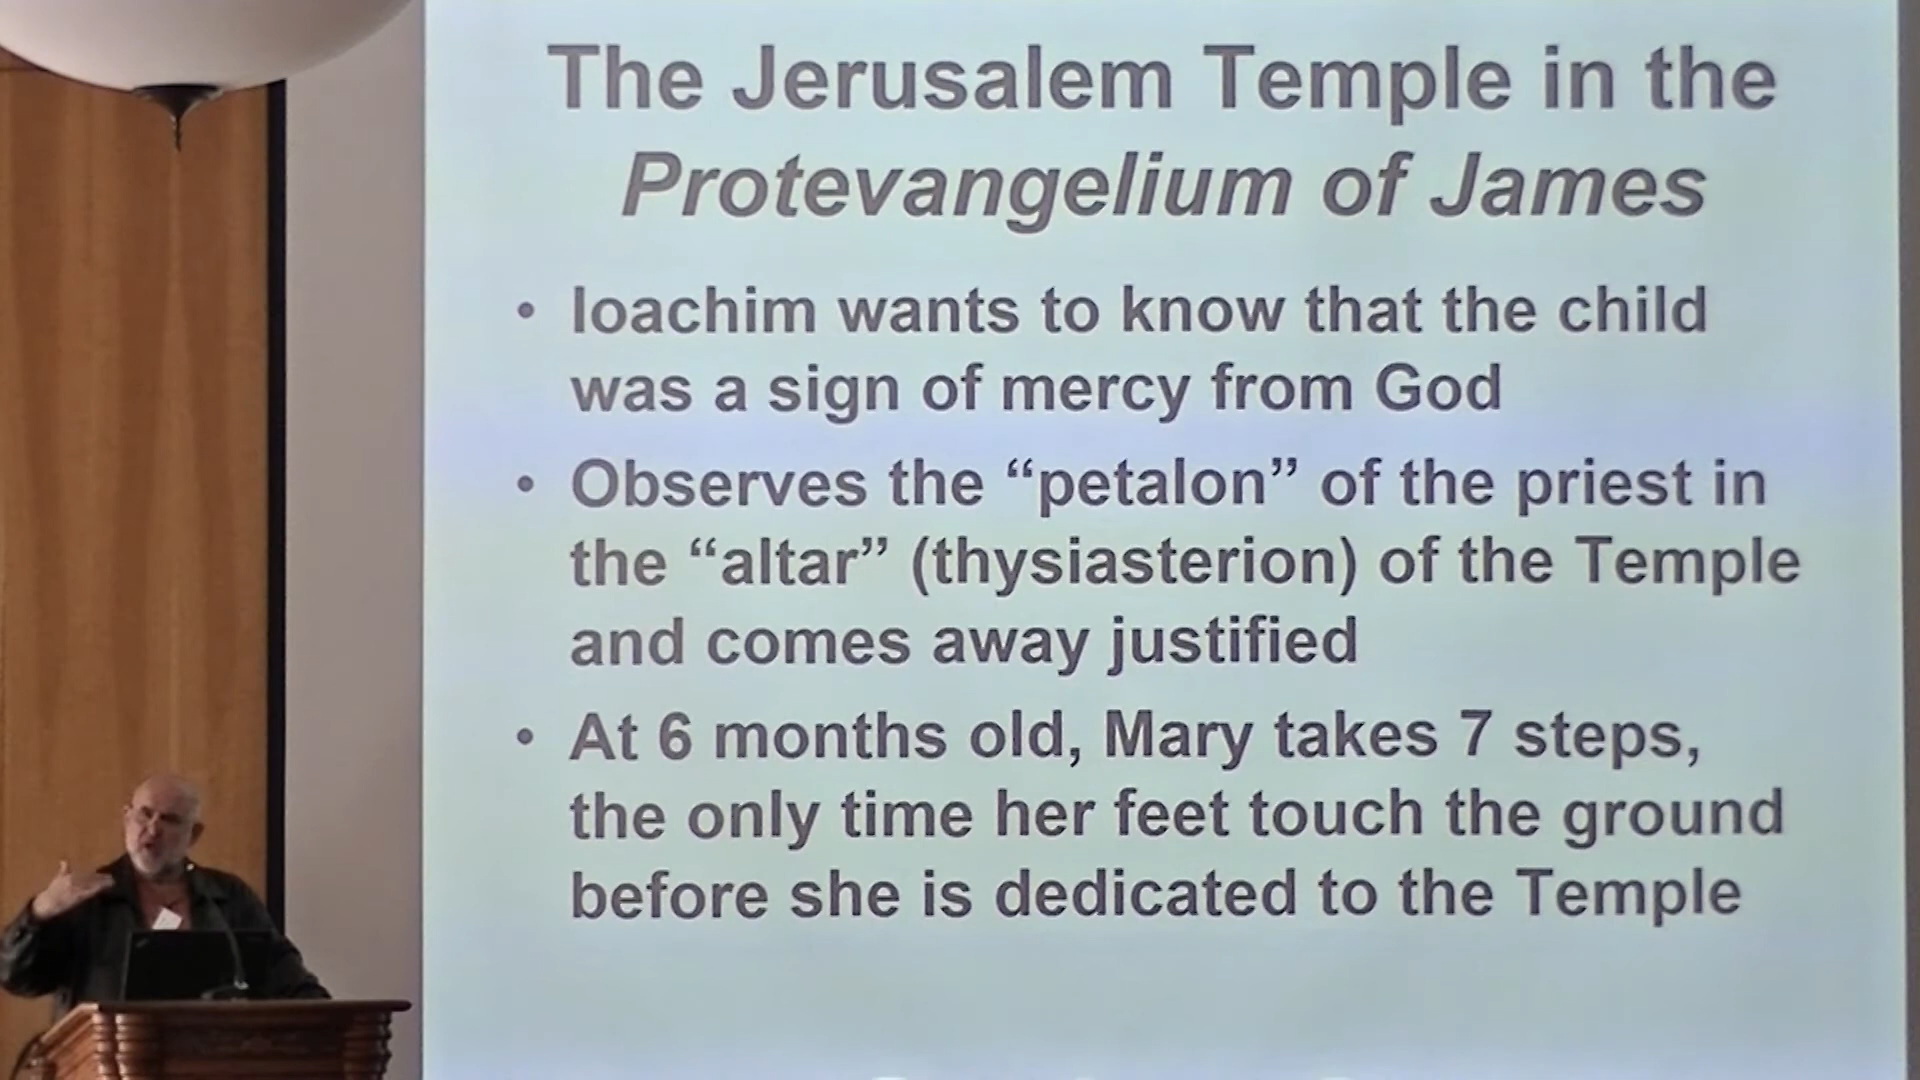 The Jerusalem Temple in the
Protevangelium of James
• Ioachim wants to know that the child
was a sign of mercy from God
• Observes the “petalon” of the priest in
the “altar” (thysiasterion) of the Temple
and comes away justified
• At 6 months old, Mary takes 7 steps,
the only time her feet touch the ground
before she is dedicated to the Temple